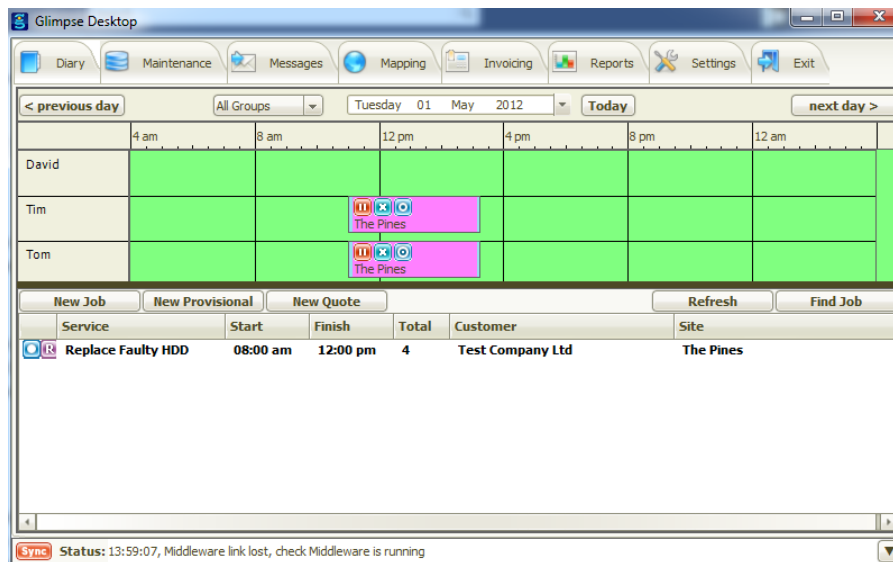 Glimpse Desktop
Diary Maintenance Messages Mapping Invoicing Reports Settings Exit
< previous day All Groups Tuesday 01 May 2012 Today next day >
4 am 8 am 12 pm 4 pm 8 pm 12 am
David
Tim
The Pines
Tom
The Pines
New Job New Provisional New Quote Refresh Find Job
Service Start Finish Total Customer Site
R Replace Faulty HDD 08:00 am 12:00 pm 4 Test Company Ltd The Pines
Sync Status: 13:59:07, Middleware link lost, check Middleware is running